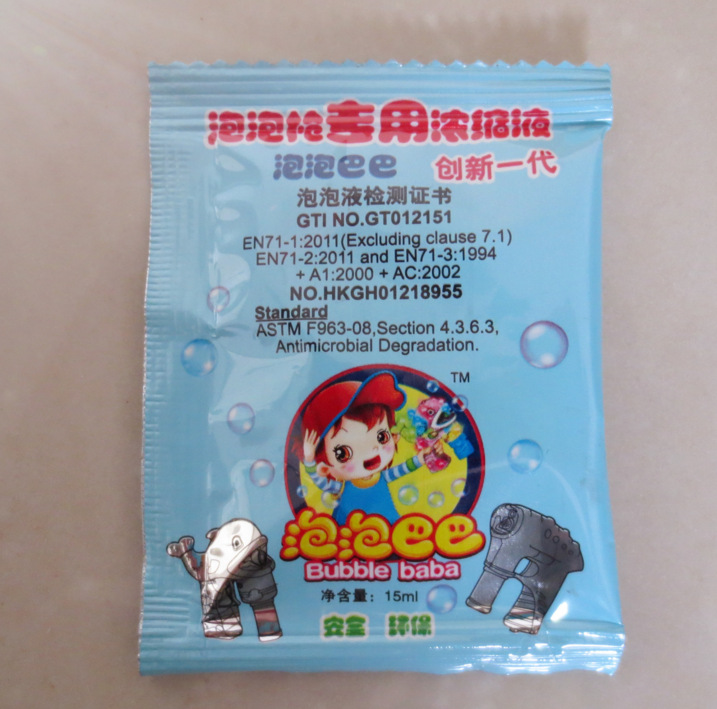 泡泡枪专用浓缩液
泡泡巴巴 创新一代
泡泡液检测证书
GTI NO.GT012151
EN71-1:2011(Excluding clause 7.1)
EN71-2:2011 and EN71-3:1994
+ A1:2000 + AC:2002
NO.HKGH01218955
Standard
ASTM F963-08,Section 4.3.6.3,
Antimicrobial Degradation.
TM
泡泡巴巴
Bubble baba
净含量：15ml
安全 环保